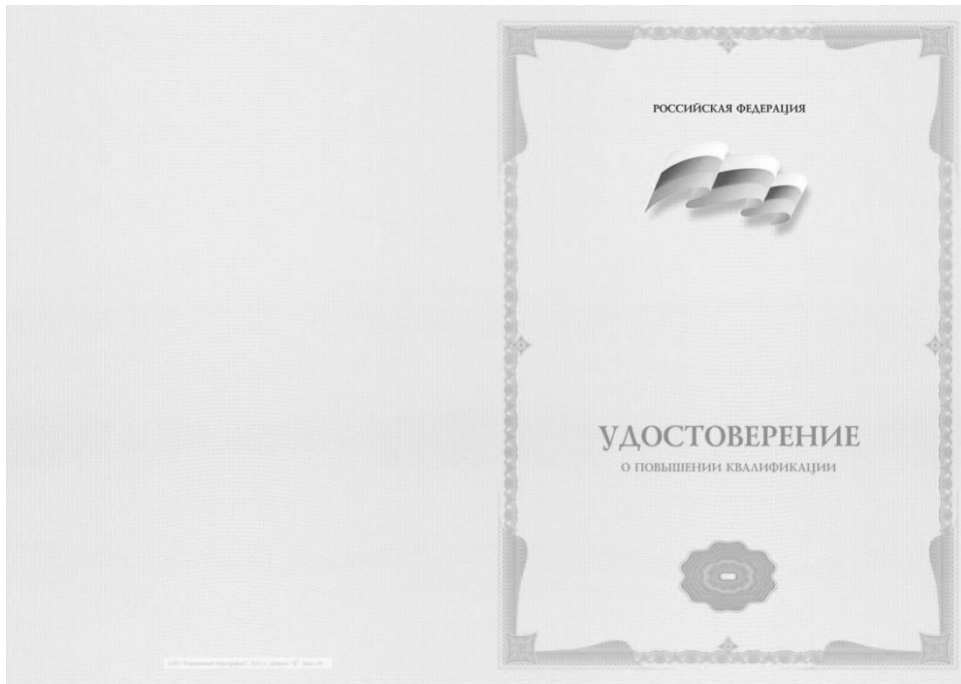 РОССИЙСКАЯ ФЕДЕРАЦИЯ
УДОСТОВЕРЕНИЕ
О ПОВЫШЕНИИ КВАЛИФИКАЦИИ